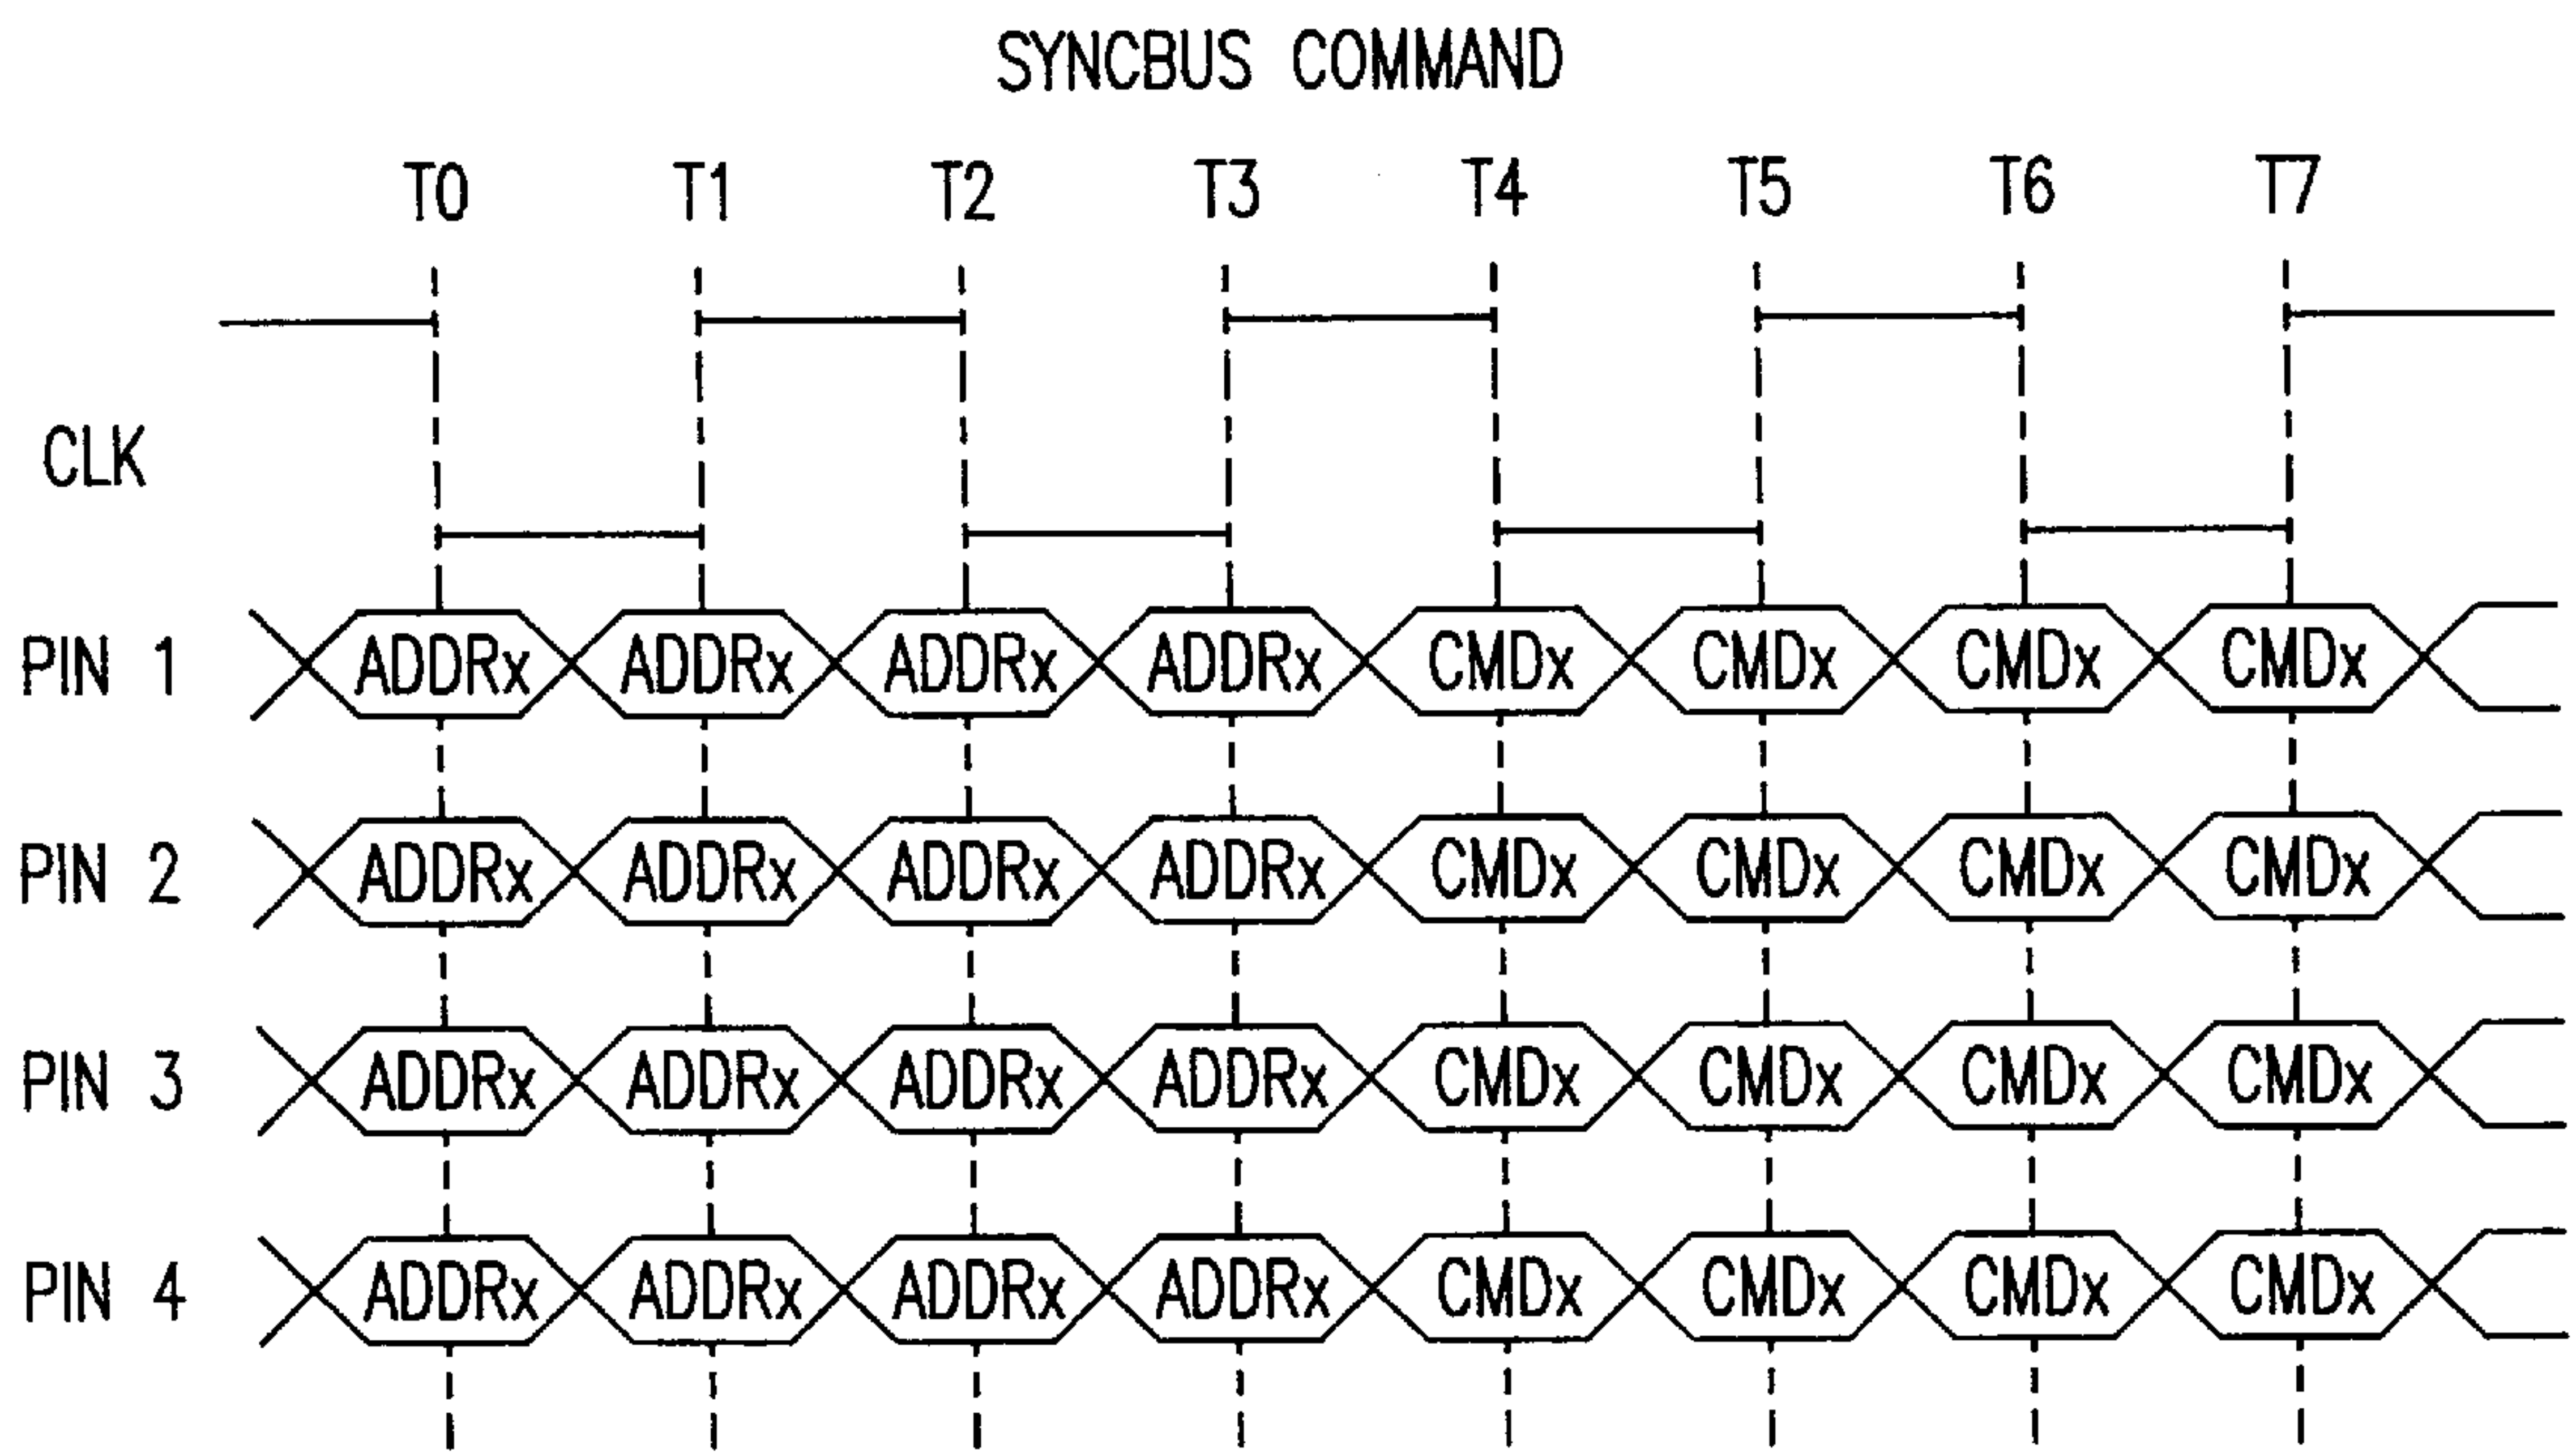 SYNCBUS COMMAND
T0 T1 T2 T3 T4 T5 T6 T7
CLK
PIN 1 ADDRx ADDRx ADDRx ADDRx CMDx CMDx CMDx CMDx
PIN 2 ADDRx ADDRx ADDRx ADDRx CMDx CMDx CMDx CMDx
PIN 3 ADDRx ADDRx ADDRx ADDRx CMDx CMDx CMDx CMDx
PIN 4 ADDRx ADDRx ADDRx ADDRx CMDx CMDx CMDx CMDx